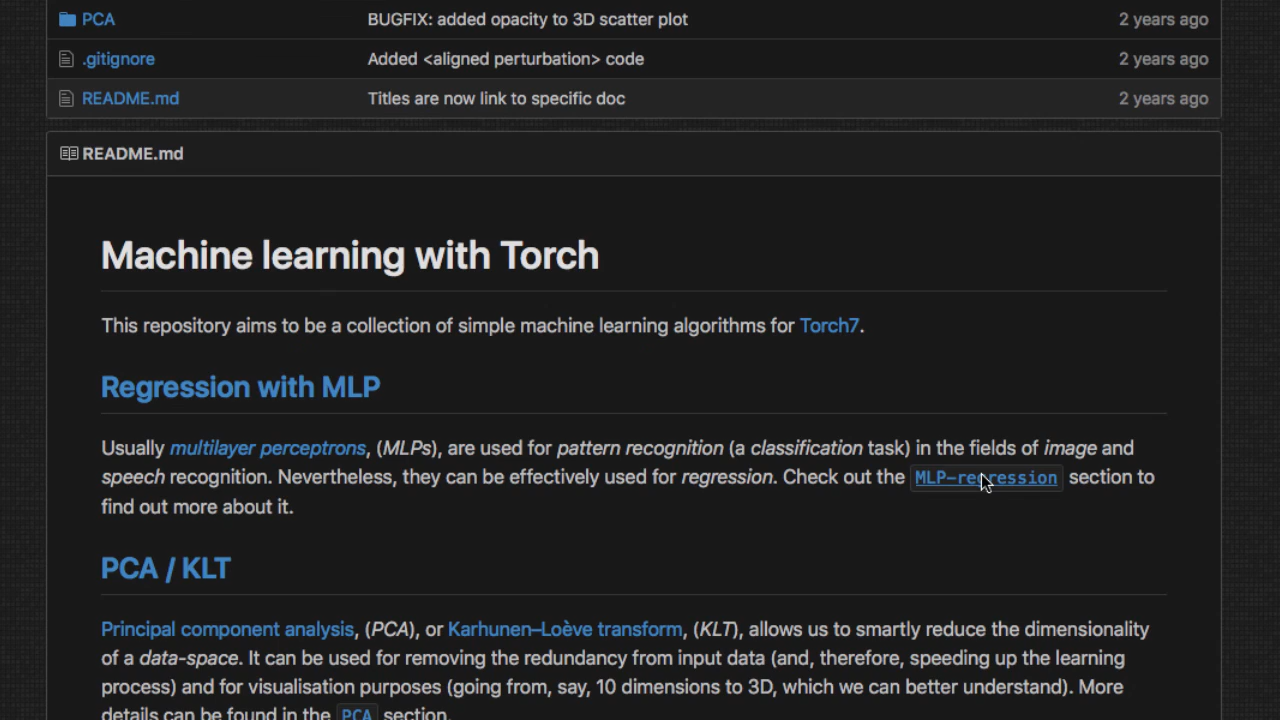 PCA BUGFIX: added opacity to 3D scatter plot 2 years ago
.gitignore Added <aligned perturbation> code 2 years ago
README.md Titles are now link to specific doc 2 years ago
README.md
Machine learning with Torch
This repository aims to be a collection of simple machine learning algorithms for Torch7.
Regression with MLP
Usually multilayer perceptrons, (MLPs), are used for pattern recognition (a classification task) in the fields of image and
speech recognition. Nevertheless, they can be effectively used for regression. Check out the MLP-regression section to
find out more about it.
PCA / KLT
Principal component analysis, (PCA), or Karhunen–Loève transform, (KLT), allows us to smartly reduce the dimensionality
of a data-space. It can be used for removing the redundancy from input data (and, therefore, speeding up the learning
process) and for visualisation purposes (going from, say, 10 dimensions to 3D, which we can better understand). More
details can be found in the PCA section.